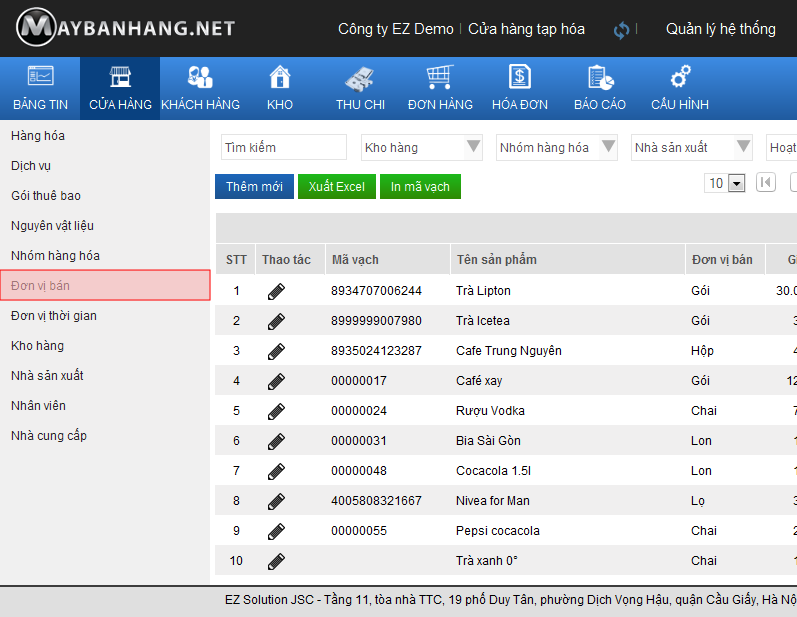 MAYBANHANG.NET
Công ty EZ Demo | Cửa hàng tạp hóa | Quản lý hệ thống
BẢNG TIN CỬA HÀNG KHÁCH HÀNG KHO THU CHI ĐƠN HÀNG HÓA ĐƠN BÁO CÁO CẤU HÌNH
Hàng hóa
Dịch vụ
Gói thuê bao
Nguyên vật liệu
Nhóm hàng hóa
Đơn vị bán
Đơn vị thời gian
Kho hàng
Nhà sản xuất
Nhân viên
Nhà cung cấp
Tìm kiếm Kho hàng Nhóm hàng hóa Nhà sản xuất Hoạt
Thêm mới Xuất Excel In mã vạch 10
STT Thao tác Mã vạch Tên sản phẩm Đơn vị bán
1 8934707006244 Trà Lipton Gói 30.0
2 8999999007980 Trà Icetea Gói
3 8935024123287 Cafe Trung Nguyên Hộp
4 00000017 Café xay Gói 12
5 00000024 Rượu Vodka Chai
6 00000031 Bia Sài Gòn Lon
7 00000048 Cocacola 1.5l Lon
8 4005808321667 Nivea for Man Lọ
9 00000055 Pepsi cocacola Chai
10 Trà xanh 0° Chai
EZ Solution JSC - Tầng 11, tòa nhà TTC, 19 phố Duy Tân, phường Dịch Vọng Hậu, quận Cầu Giấy, Hà Nộ